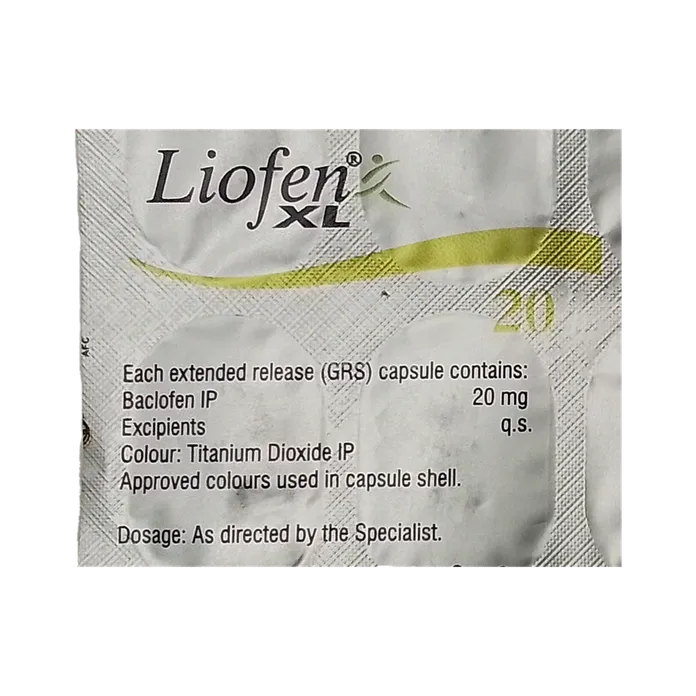 Liofen®
XL
20
AFC
Each extended release (GRS) capsule contains:
Baclofen IP 20 mg
Excipients q.s.
Colour: Titanium Dioxide IP
Approved colours used in capsule shell.
Dosage: As directed by the Specialist.